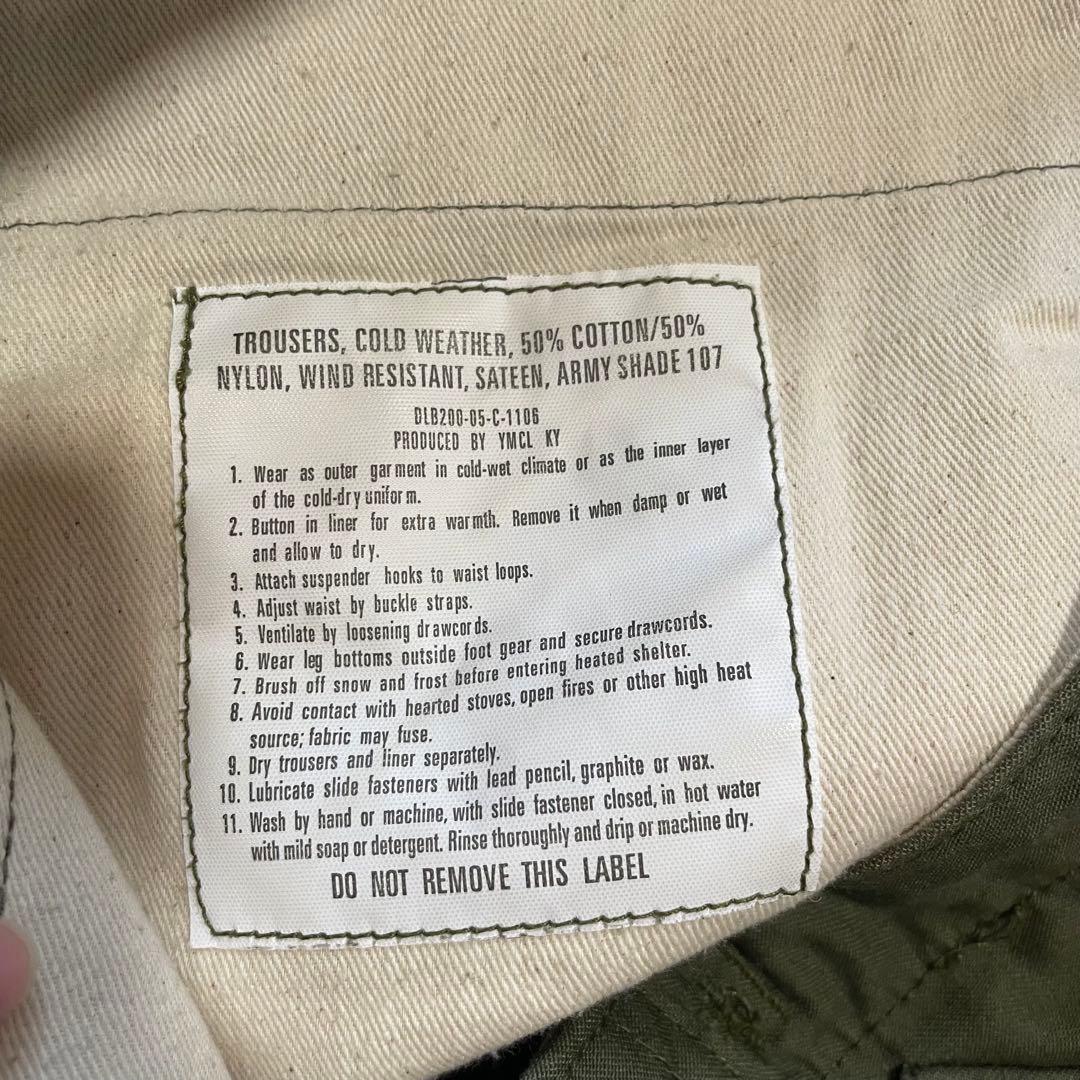 TROUSERS, COLD WEATHER, 50% COTTON/50%
NYLON, WIND RESISTANT, SATEEN, ARMY SHADE 107
DLB200-05-C-1106
PRODUCED BY YMCL KY
1. Wear as outer garment in cold-wet climate or as the inner layer
of the cold-dry uniform.
2. Button in liner for extra warmth. Remove it when damp or wet
and allow to dry.
3. Attach suspender hooks to waist loops.
4. Adjust waist by buckle straps.
5. Ventilate by loosening drawcords.
6. Wear leg bottoms outside foot gear and secure drawcords.
7. Brush off snow and frost before entering heated shelter.
8. Avoid contact with hearted stoves, open fires or other high heat
source; fabric may fuse.
9. Dry trousers and liner separately.
10. Lubricate slide fasteners with lead pencil, graphite or wax.
11. Wash by hand or machine, with slide fastener closed, in hot water
with mild soap or detergent. Rinse thoroughly and drip or machine dry.
DO NOT REMOVE THIS LABEL